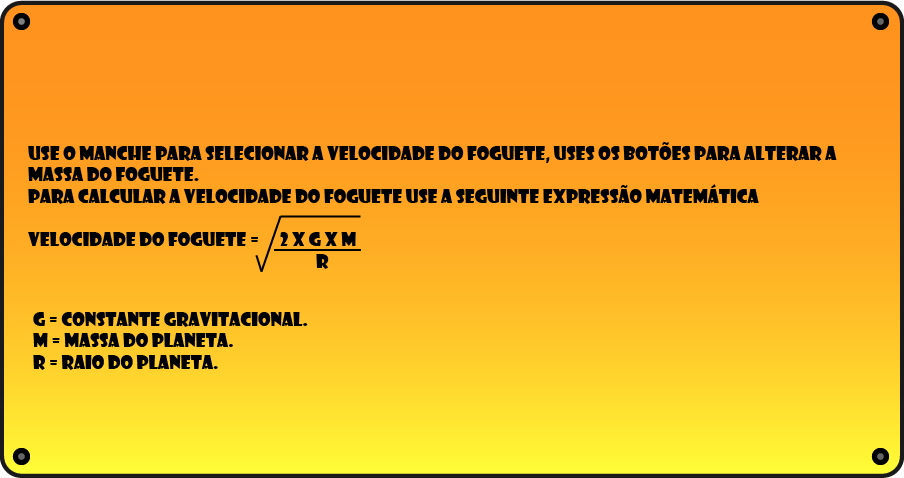 USE O MANCHE PARA SELECIONAR A VELOCIDADE DO FOGUETE, USES OS BOTÕES PARA ALTERAR A
MASSA DO FOGUETE.
PARA CALCULAR A VELOCIDADE DO FOGUETE USE A SEGUINTE EXPRESSÃO MATEMÁTICA
VELOCIDADE DO FOGUETE = √ 2 X G X M
R
G = CONSTANTE GRAVITACIONAL.
M = MASSA DO PLANETA.
R = RAIO DO PLANETA.